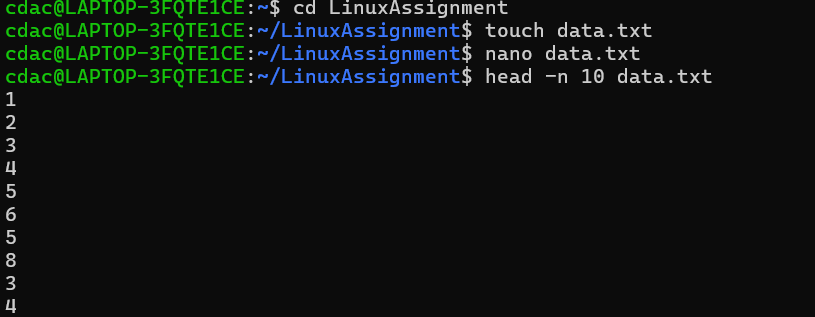 cdac@LAPTOP-3FQTE1CE:~$ cd LinuxAssignment
cdac@LAPTOP-3FQTE1CE:~/LinuxAssignment$ touch data.txt
cdac@LAPTOP-3FQTE1CE:~/LinuxAssignment$ nano data.txt
cdac@LAPTOP-3FQTE1CE:~/LinuxAssignment$ head -n 10 data.txt
1
2
3
4
5
6
5
8
3
4